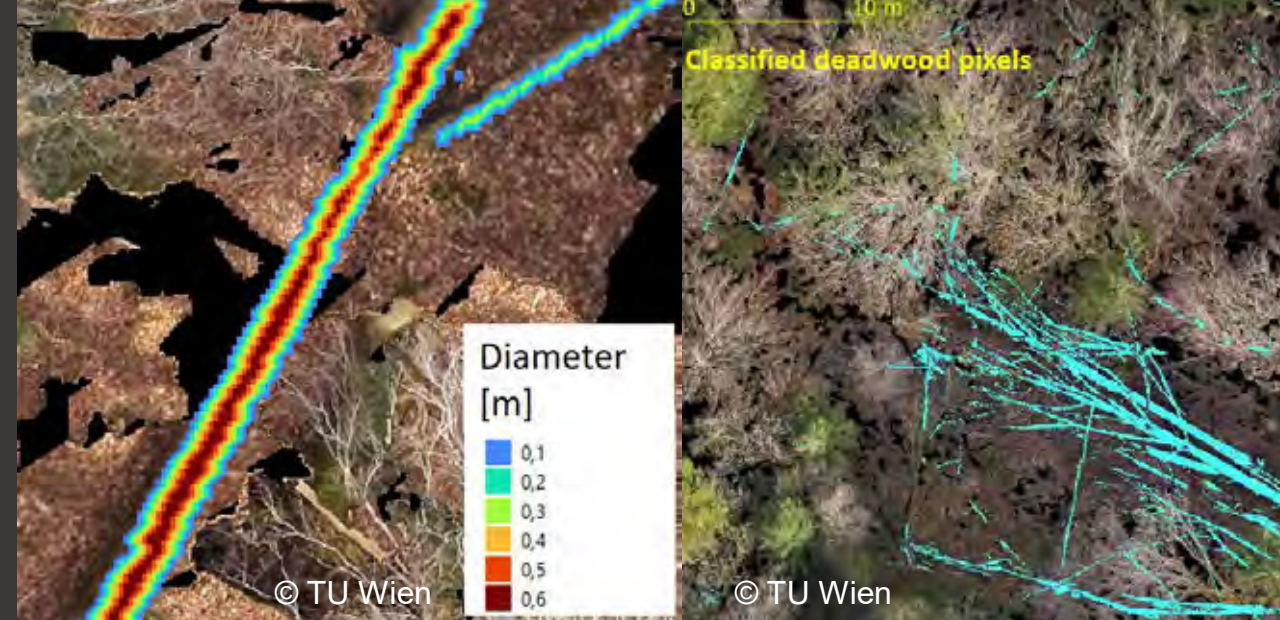 Diameter
[m]
0,1
0,2
0,3
0,4
0,5
0,6
© TU Wien
0 10 m
Classified deadwood pixels
© TU Wien